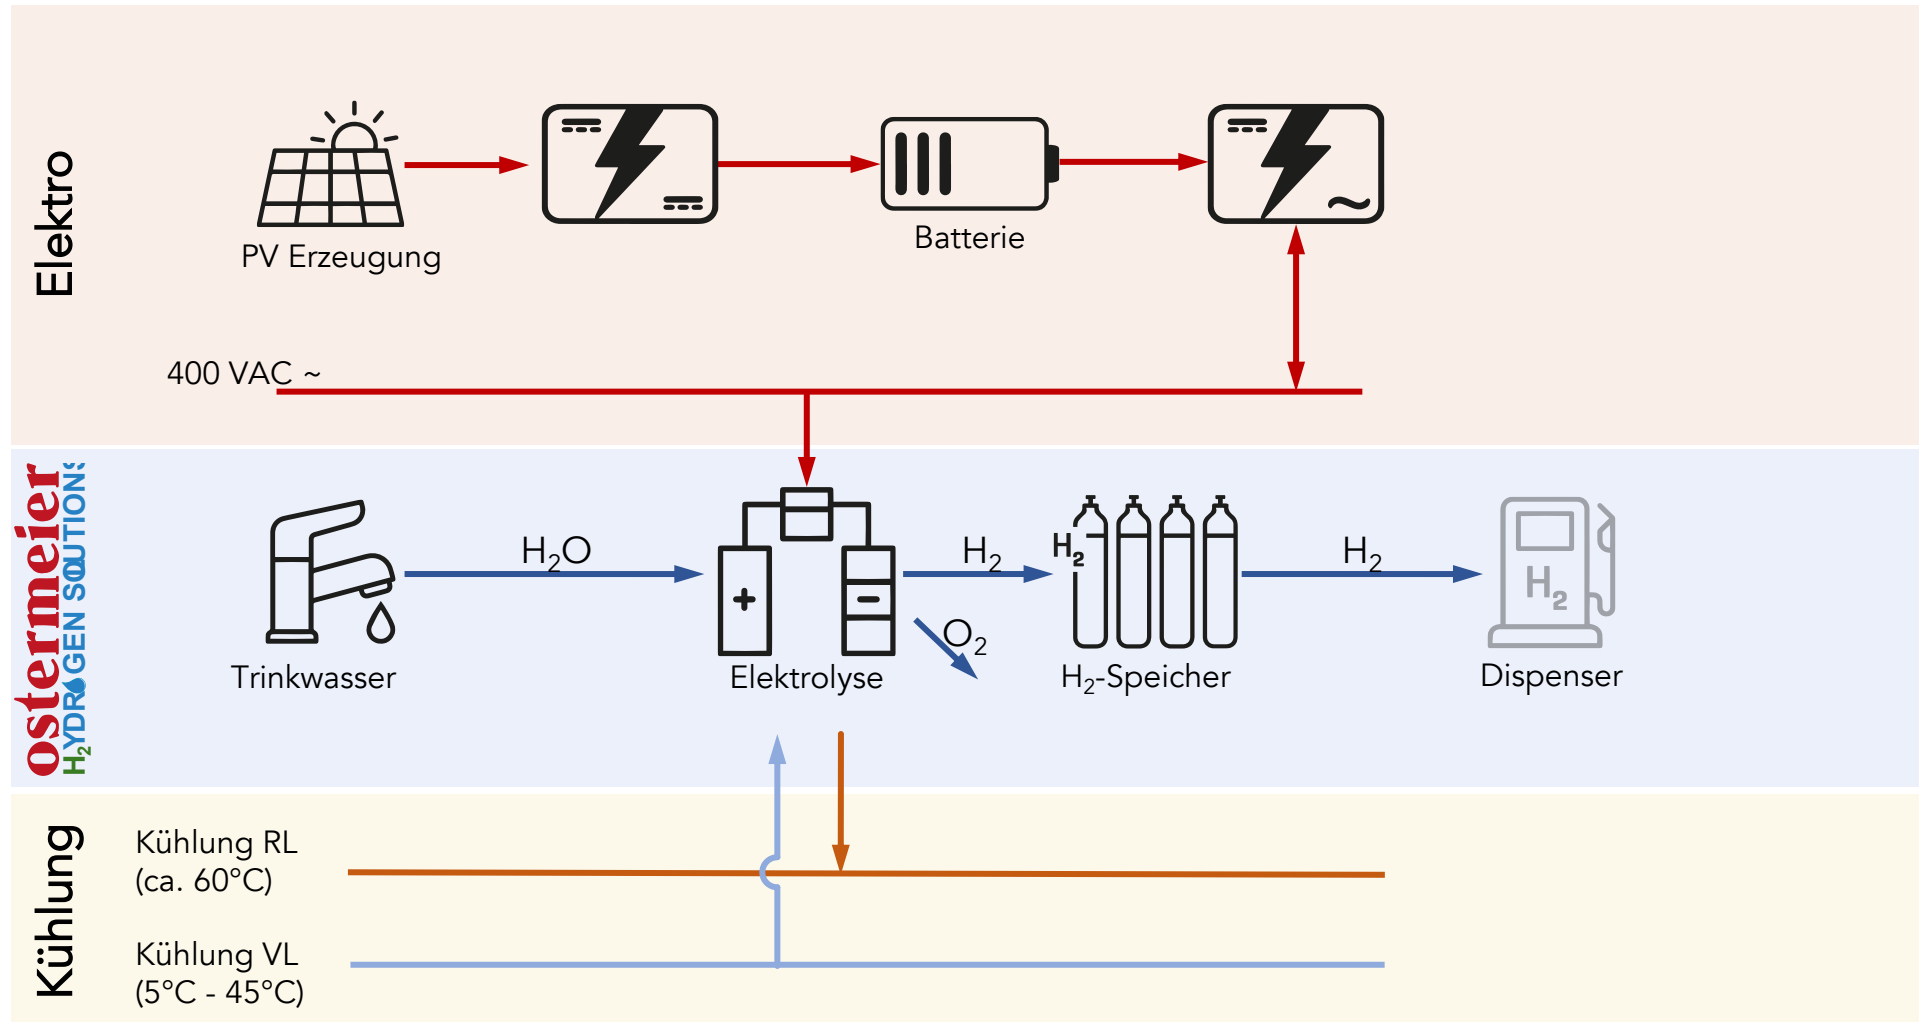 Elektro
PV Erzeugung
Batterie
400 VAC ~
ostermeier
H₂YDROGEN SOLUTIONS
H₂O
H₂
H₂
H₂
H₂
O₂
Trinkwasser
Elektrolyse
H₂-Speicher
Dispenser
Kühlung
Kühlung RL
(ca. 60°C)
Kühlung VL
(5°C - 45°C)